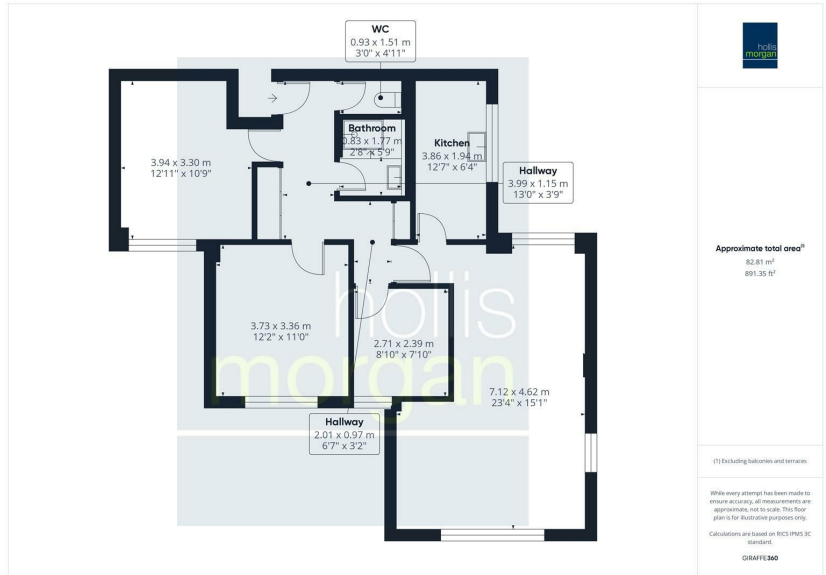 WC
0.93 x 1.51 m
3'0" x 4'11"
Bathroom
0.83 x 1.77 m
2'8" x 5'9"
Kitchen
3.86 x 1.94 m
12'7" x 6'4"
Hallway
3.99 x 1.15 m
13'0" x 3'9"
3.94 x 3.30 m
12'11" x 10'9"
3.73 x 3.36 m
12'2" x 11'0"
2.71 x 2.39 m
8'10" x 7'10"
7.12 x 4.62 m
23'4" x 15'1"
Hallway
2.01 x 0.97 m
6'7" x 3'2"
hollis
morgan
hollis
morgan
Approximate total area⁽¹⁾
82.81 m²
891.35 ft²
(1) Excluding balconies and terraces
While every attempt has been made to
ensure accuracy, all measurements are
approximate, not to scale. This floor
plan is for illustrative purposes only.
Calculations are based on RICS IPMS 3C
standard.
GIRAFFE360